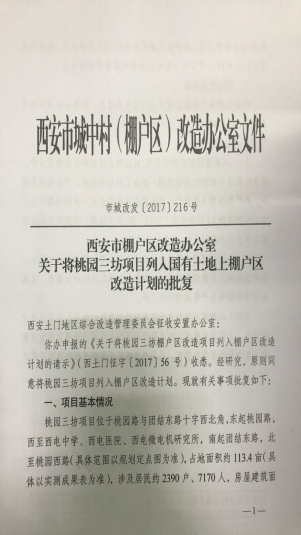 西安市城中村（棚户区）改造办公室文件
市城改发〔2017〕216号
西安市棚户区改造办公室
关于将桃园三坊项目列入国有土地上棚户区
改造计划的批复
西安土门地区综合改造管理委员会征收安置办公室：
你办申报的《关于将桃园三坊棚户区改造项目列入棚户区改造
计划的请示》（西土门征字〔2017〕56号）收悉。经研究，原则同
意将桃园三坊项目列入棚户区改造计划。现就有关事项批复如下：
一、项目基本情况
桃园三坊项目位于桃园路与团结东路十字西北角，东起桃园路，
西至西电中学、西电医院、西电微电机研究所，南起团结东路，北
至桃园西路（具体范围以规划定点图为准），占地面积约113.4亩（具
体以实测成果表为准），涉及居民约2390户、7170人，房屋建筑面
—1—